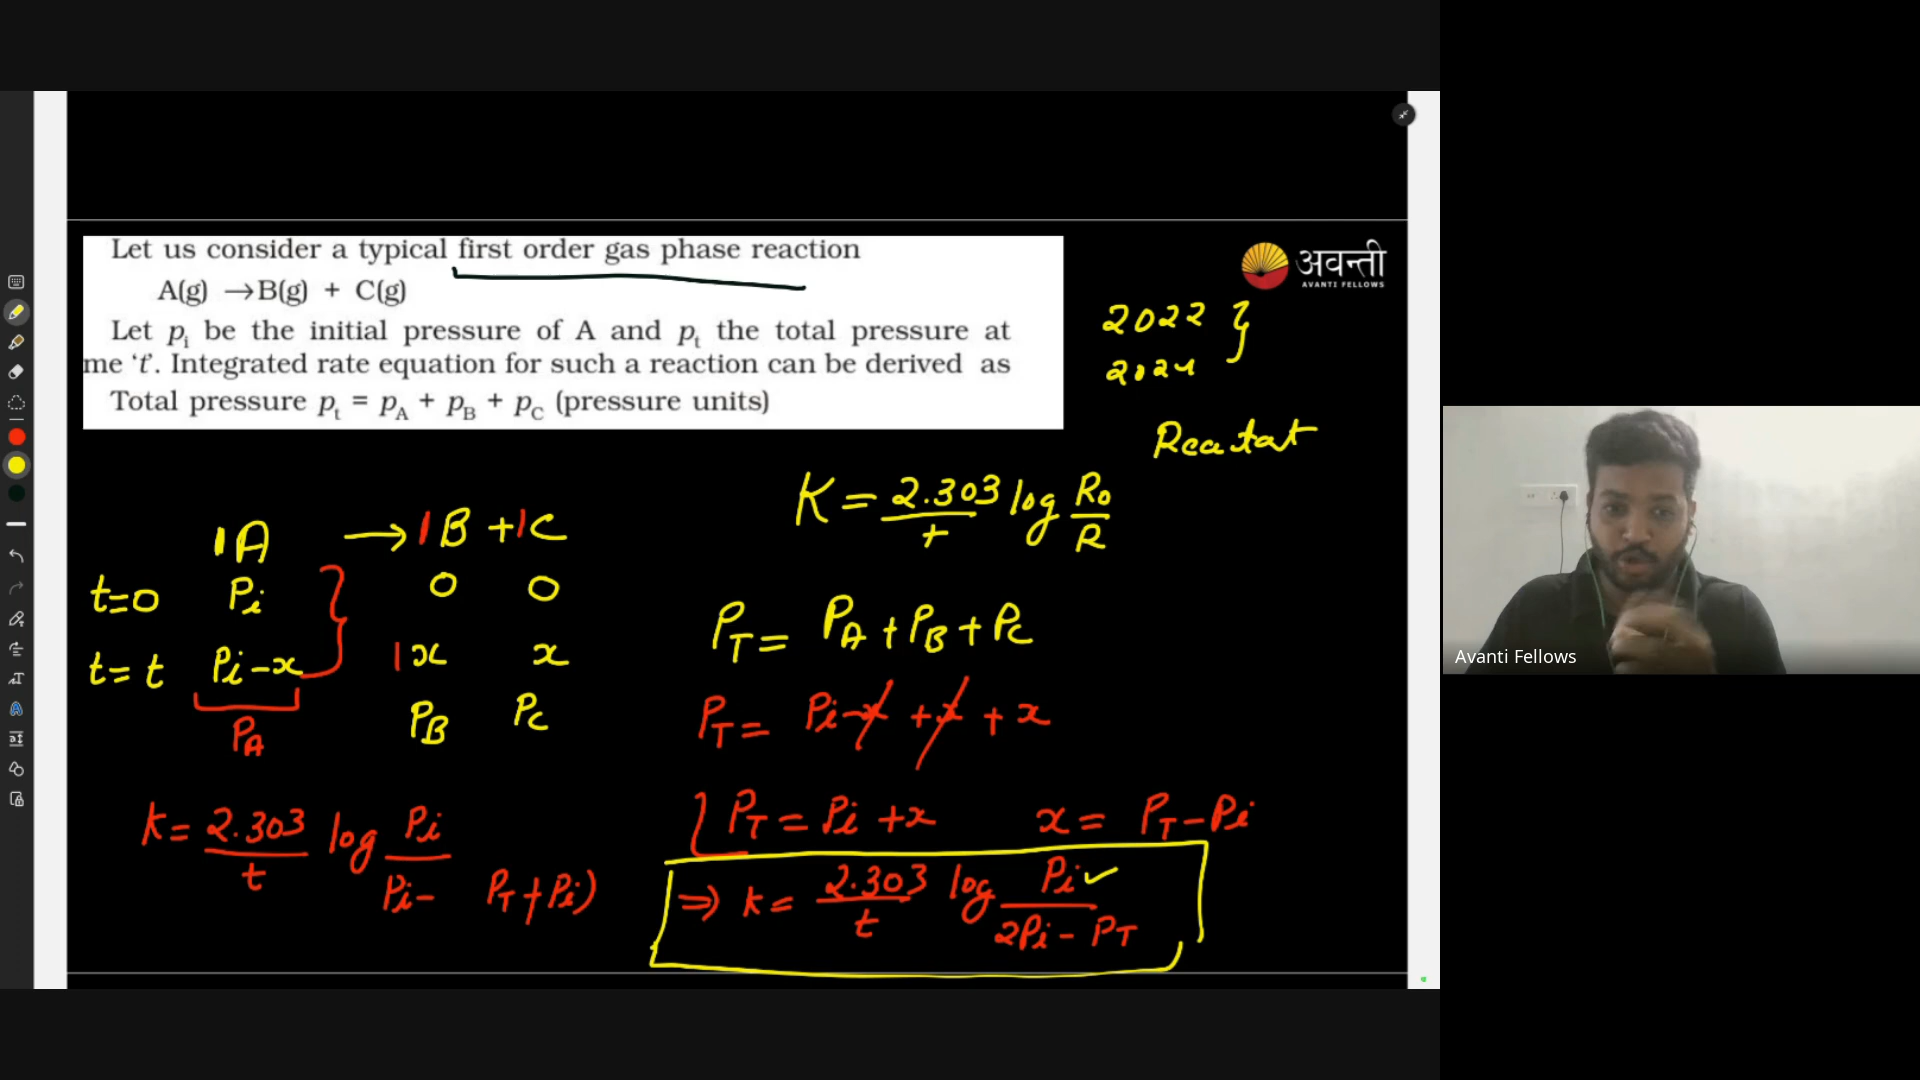 Let us consider a typical first order gas phase reaction
A(g) →B(g) + C(g)
Let pi be the initial pressure of A and pt the total pressure at
me ‘t’. Integrated rate equation for such a reaction can be derived as
Total pressure pt = pA + pB + pC (pressure units)
अवन्ती
AVANTI FELLOWS
2022 }
2024
Reatat
K = 2.303/t log R0/R
1A → 1B + 1C
t=0 Pi 0 0
t=t Pi-x 1x x
PA PB PC
PT = PA + PB + PC
PT = Pi-x + x + x
PT = Pi + x x = PT - Pi
k = 2.303/t log Pi/Pi- PT + Pi)
⇒ k = 2.303/t log Pi✓/2Pi - PT
Avanti Fellows